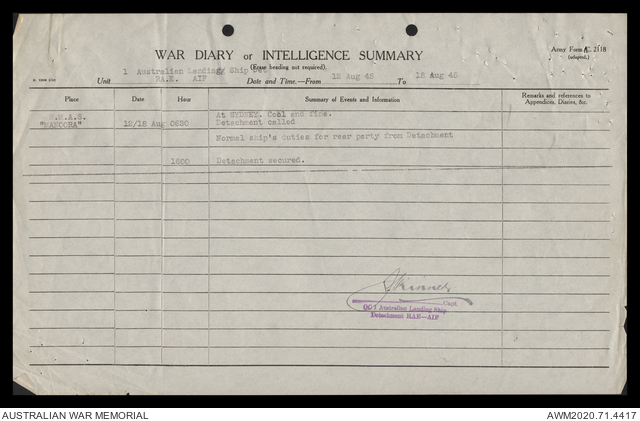 Army Form C. 2118
(adapted.)
WAR DIARY or INTELLIGENCE SUMMARY
(Erase heading not required).
Unit 1 Australian Landing Ship Det
R.A.E. AIF
Date and Time.—From 12 Aug 45 To 18 Aug 45
Place Date Hour Summary of Events and Information Remarks and references to
Appendices, Diaries, &c.
H.M.A.S. At SYDNEY. Cool and fine.
"MANOORA" 12/18 Aug 0630 Detachment called
Normal ship's duties for rear party from Detachment
1600 Detachment secured.
Capt.
OC 1 Australian Landing Ship
Detachment RAE—AIF
AUSTRALIAN WAR MEMORIAL AWM2020.71.4417